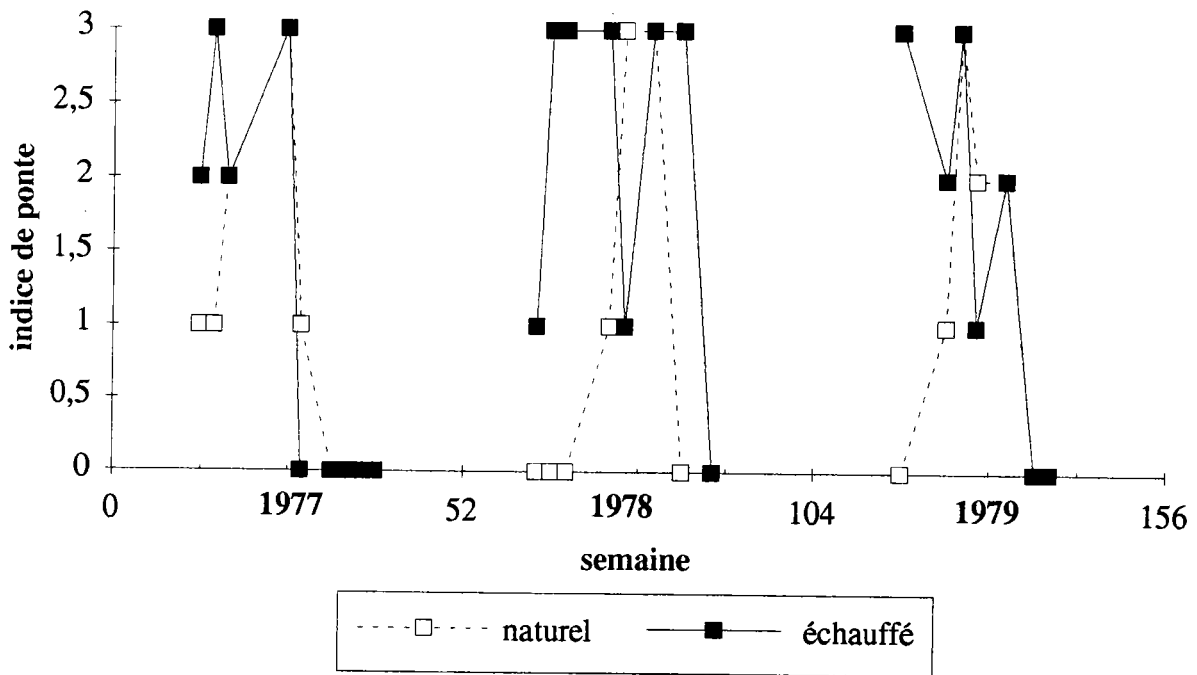 indice de ponte
3
2,5
2
1,5
1
0,5
0
0 1977 52 1978 104 1979 156
semaine
naturel échauffé